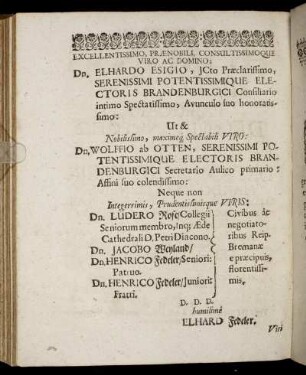 EXCELLENTISSIMO, PRÆNOBILI, CONSULTISSIMOQUE
VIRO AC DOMINO;
Dn. ELHARDO ESIGIO, JCto Præclarissimo,
SERENISSIMI POTENTISSIMIQUE ELE-
CTORIS BRANDENBURGICI Consiliario
intimo Spectatissimo, Avunculo suo honoratis-
simo:
Ut &
Nobilissimo, maximeq́; Spectabili VIRO:
Dn. WOLFFIO ab OTTEN, SERENISSIMI PO-
TENTISSIMIQUE ELECTORIS BRAN-
DENBURGICI Secretario Aulico primario:
Affini suo colendissimo:
Neque non
Integerrimis, Prudentissimisque VIRIS:
Dn. LUDERO Rose/ Collegii
Seniorum membro, inq; Æde
Cathedrali D. Petri Diacono.
Dn. JACOBO
Dn. HENRICO Fedeler/ Seniori:
Patruo.
Dn. HENRICO Fedeler/ Juniori:
Fratri.
Civibus ac
negotiato-
ribus Reip.
Bremanæ
præcipuis,
florentissi-
mis,
D. D. D.
humilimè
ELHARD Fedeler.
Viri